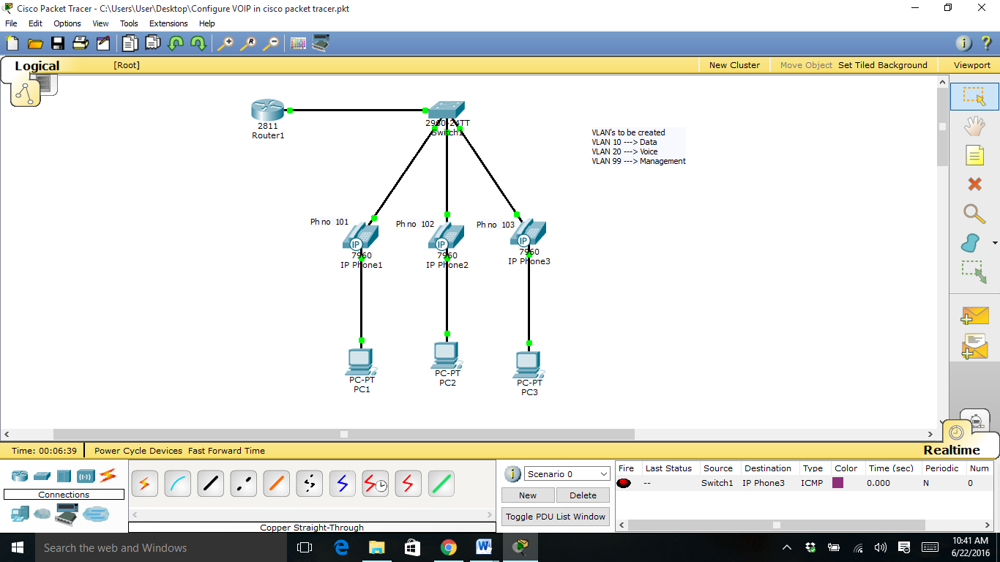 Cisco Packet Tracer - C:\Users\User\Desktop\Configure VOIP in cisco packet tracer.pkt
File Edit Options View Tools Extensions Help
Logical [Root] New Cluster Move Object Set Tiled Background Viewport
2811
Router1
2960-24TT
Switch1
VLAN's to be created
VLAN 10 ---> Data
VLAN 20 ---> Voice
VLAN 99 ---> Management
Ph no 101
Ph no 102
Ph no 103
IP
7960
IP Phone1
IP
7960
IP Phone2
IP
7960
IP Phone3
PC-PT
PC1
PC-PT
PC2
PC-PT
PC3
Time: 00:06:39 Power Cycle Devices Fast Forward Time
Realtime
Connections
Copper Straight-Through
Scenario 0
New Delete
Toggle PDU List Window
Fire Last Status Source Destination Type Color Time (sec) Periodic Num
-- Switch1 IP Phone3 ICMP 0.000 N 0
Search the web and Windows
10:41 AM
6/22/2016